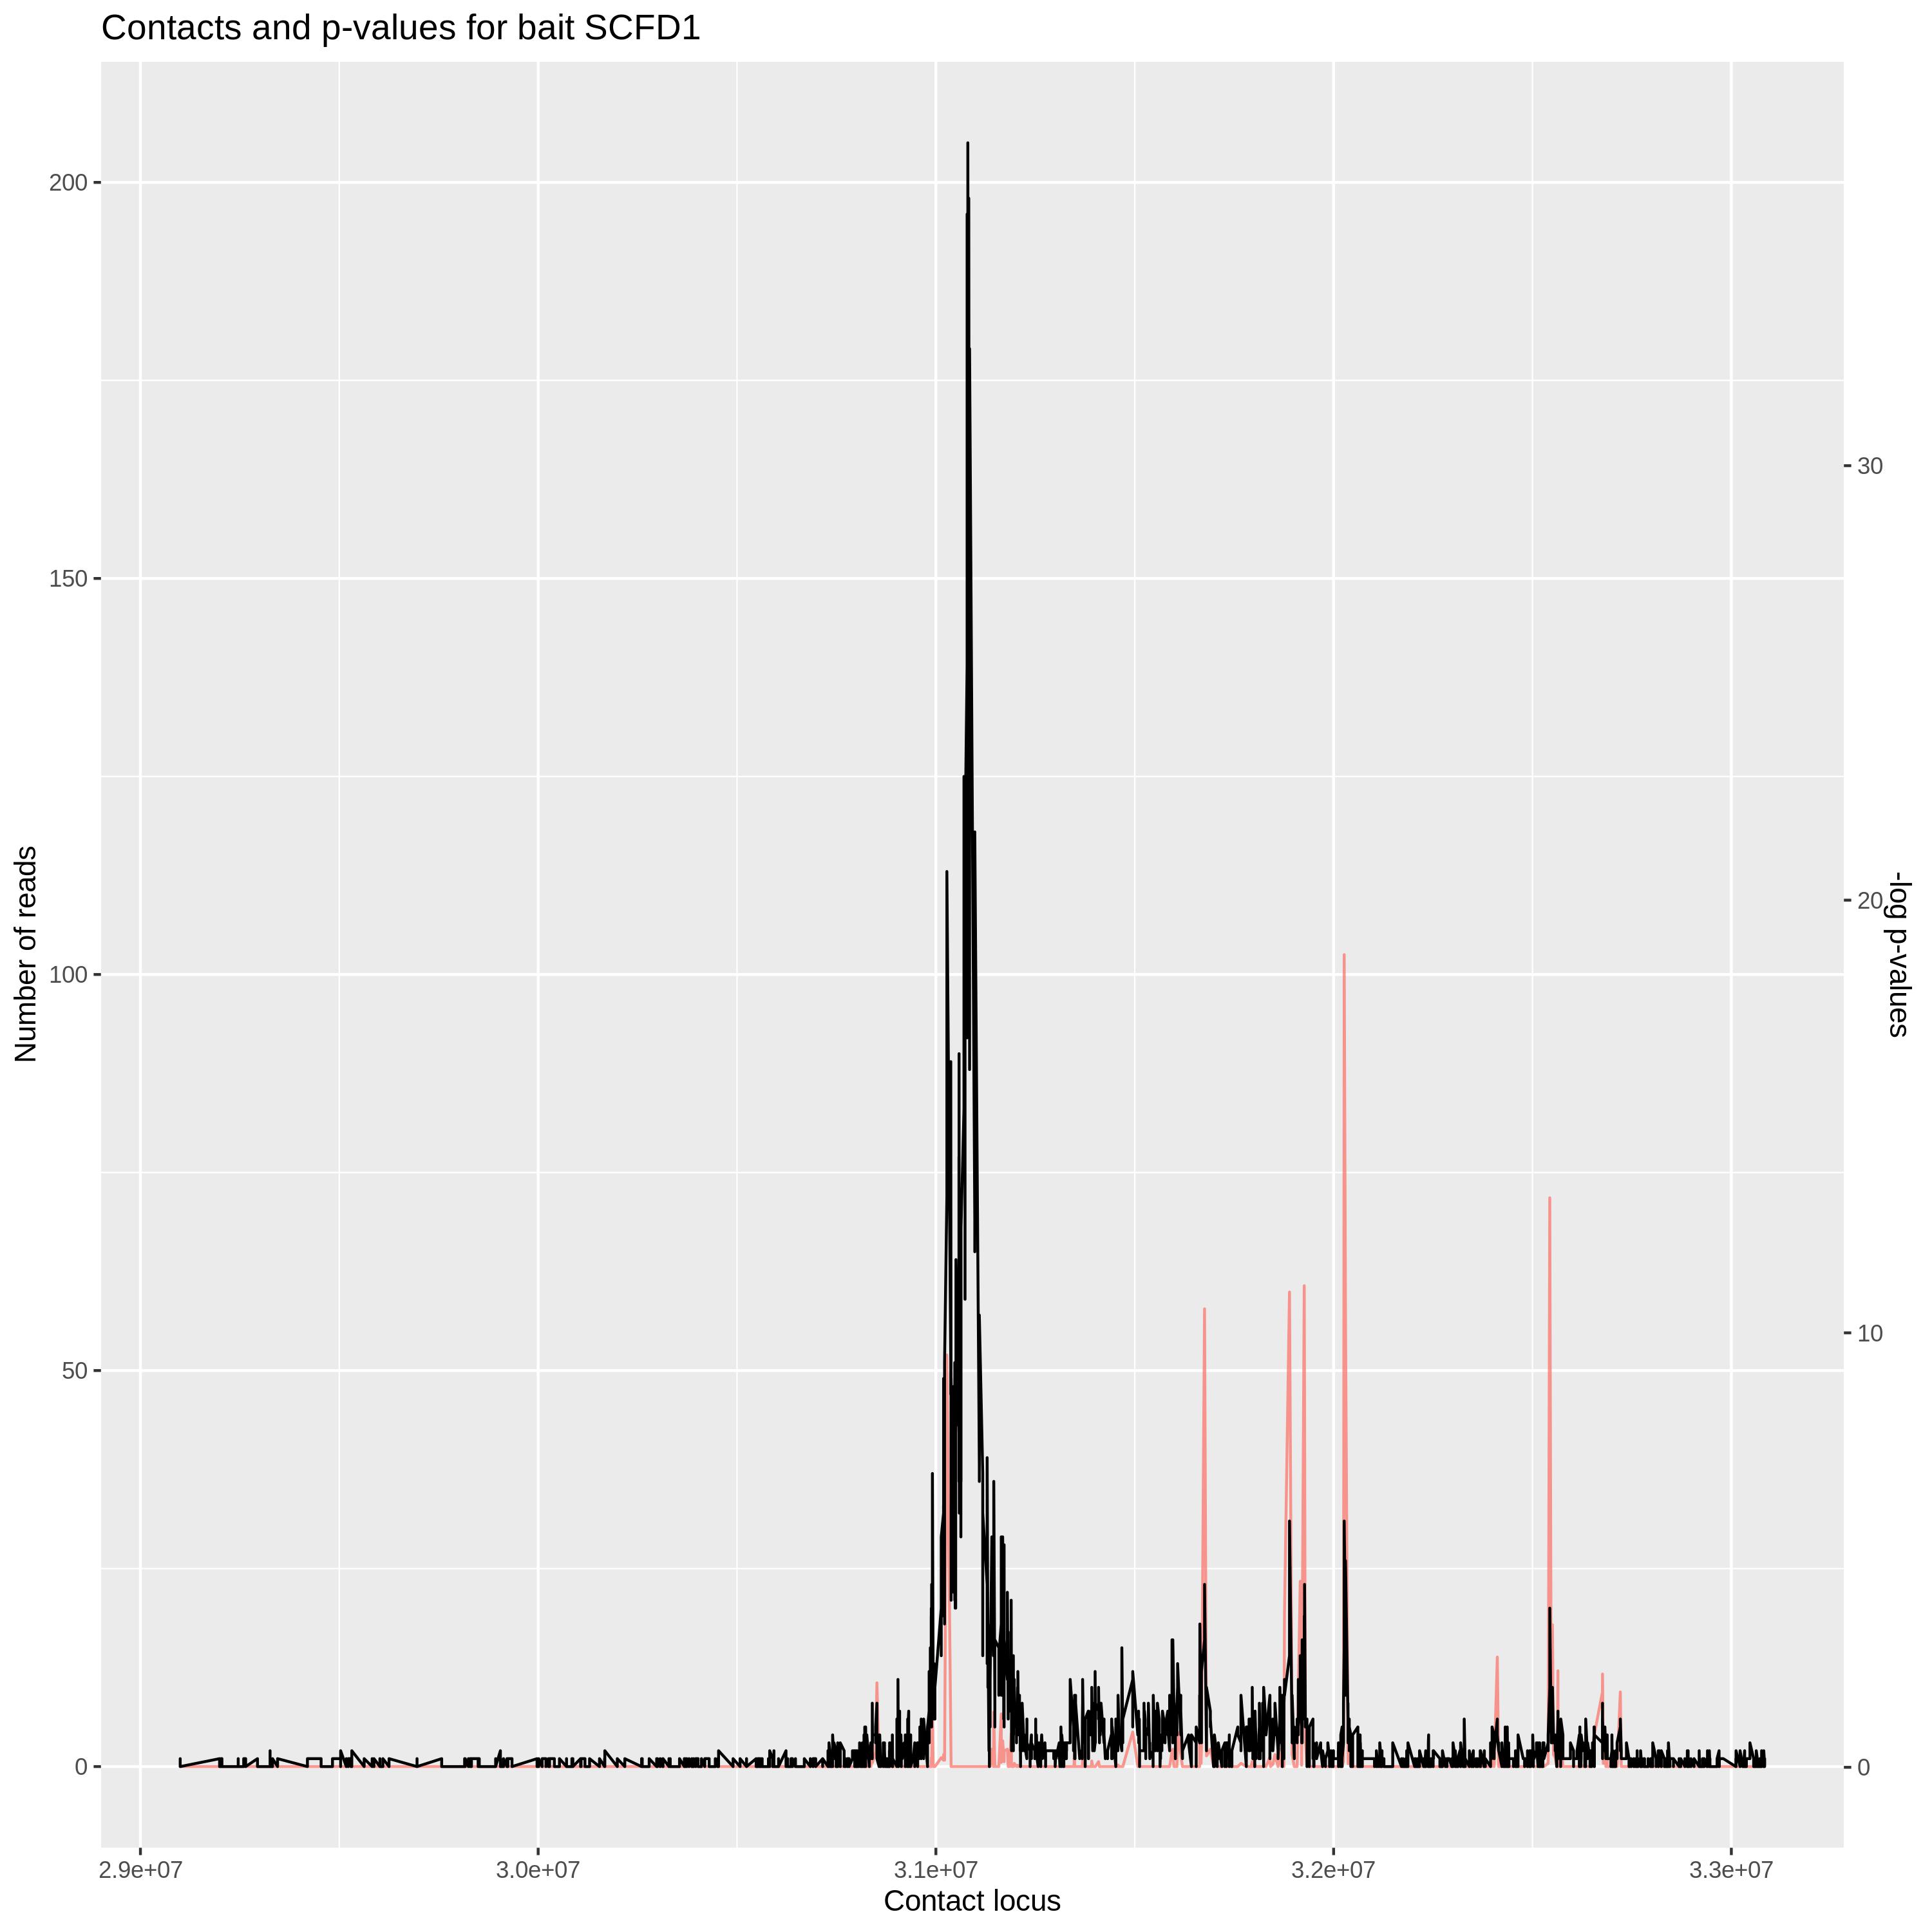 Contacts and p-values for bait SCFD1
200
150
100
50
0
Number of reads
30
20
10
0
-log p-values
2.9e+07
3.0e+07
3.1e+07
3.2e+07
3.3e+07
Contact locus